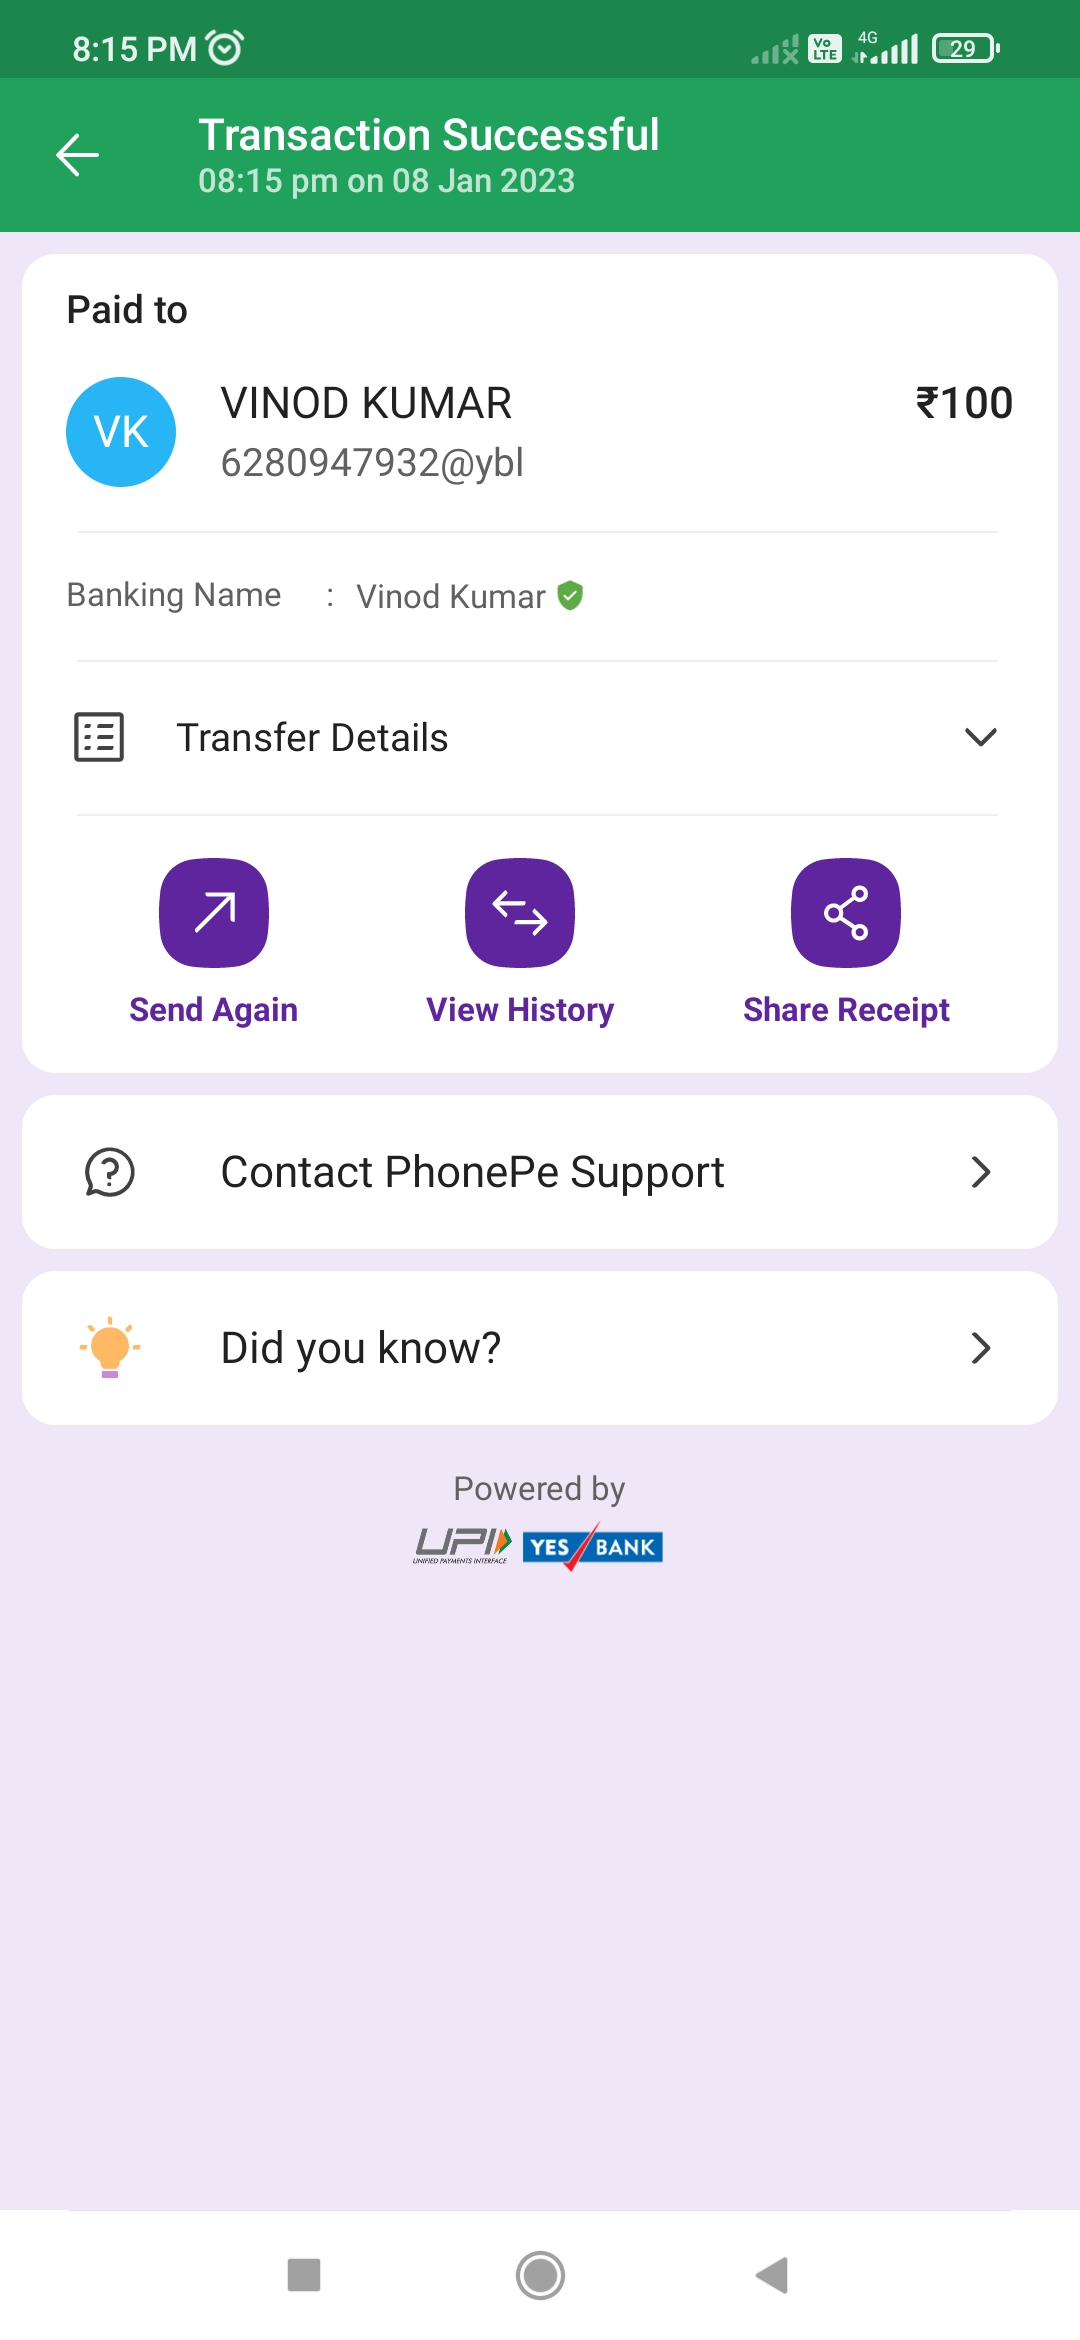 8:15 PM
Vo LTE
4G
29
Transaction Successful
08:15 pm on 08 Jan 2023
Paid to
VK
VINOD KUMAR
₹100
6280947932@ybl
Banking Name : Vinod Kumar
Transfer Details
Send Again
View History
Share Receipt
Contact PhonePe Support
Did you know?
Powered by
UPI
UNIFIED PAYMENTS INTERFACE
YES BANK